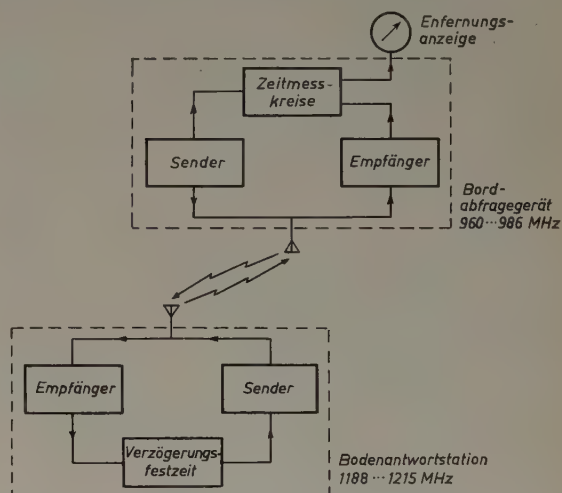 Enfernungs-
anzeige
Zeitmess-
kreise
Sender
Empfänger
Bord-
abfragegerät
960···986 MHz
Empfänger
Sender
Verzögerungs-
festzeit
Bodenantwortstation
1188 ··· 1215 MHz